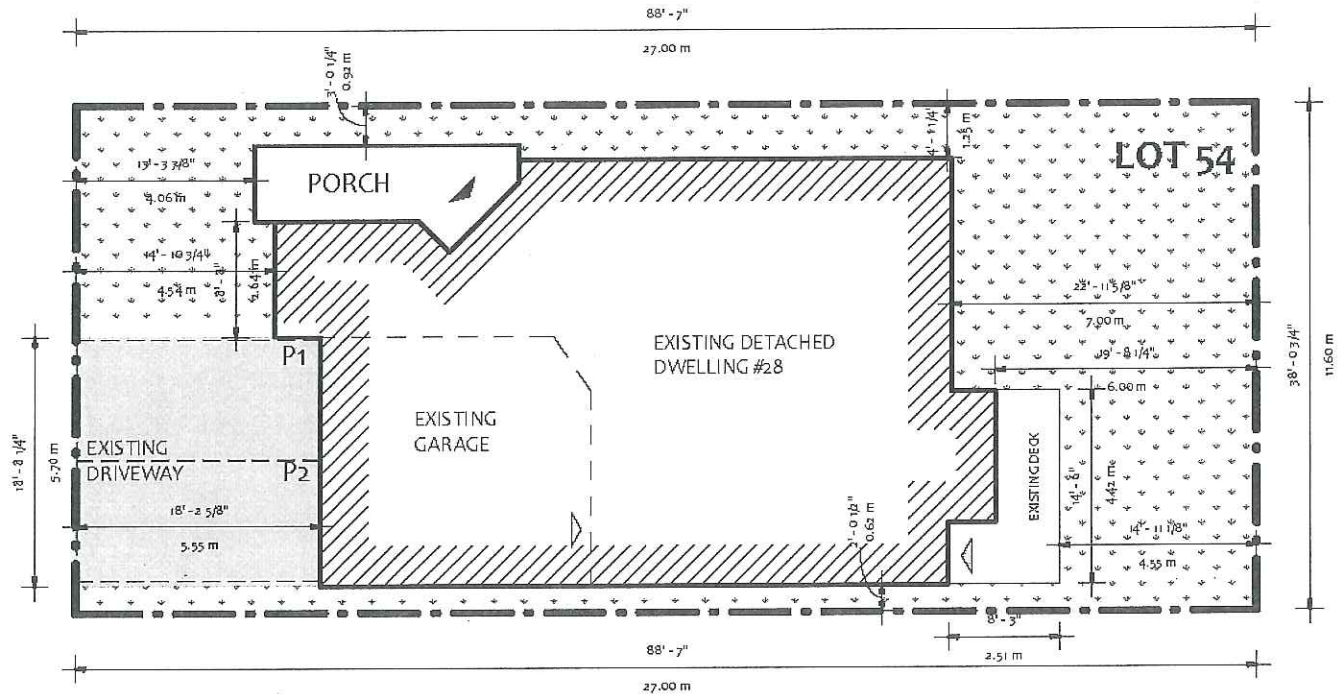 88' - 7"
27.00 m
3' - 0 1/4"
0.92 m
4' - 1 1/4"
1.25 m
LOT 54
13' - 3 3/8"
4.06 m
PORCH
14' - 10 3/4"
4.54 m
8' - 8"
2.64 m
22' - 11 5/8"
7.00 m
19' - 8 1/4"
6.00 m
38' - 0 3/4"
11.60 m
P1
EXISTING DETACHED
DWELLING #28
EXISTING
GARAGE
18' - 8 1/4"
5.70 m
EXISTING
DRIVEWAY
P2
18' - 2 5/8"
5.55 m
EXISTING DECK
14' - 6"
4.42 m
2' - 0 1/2"
0.62 m
14' - 11 1/8"
4.55 m
8' - 3"
2.51 m
88' - 7"
27.00 m